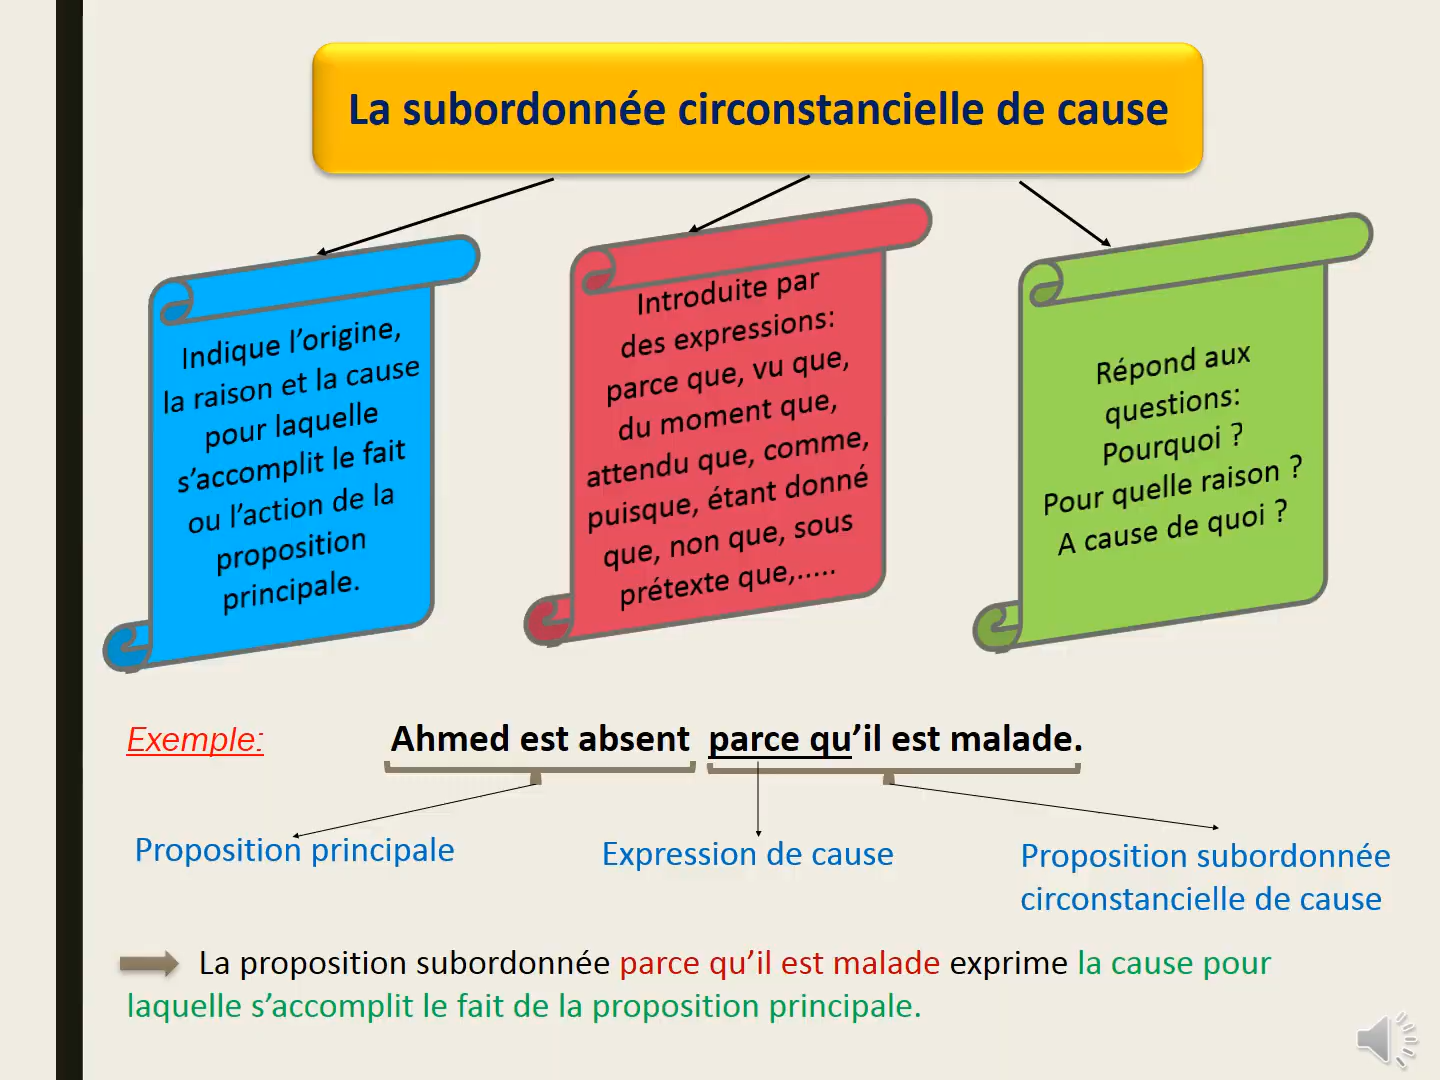 La subordonnée circonstancielle de cause
Indique l’origine,
la raison et la cause
pour laquelle
s’accomplit le fait
ou l’action de la
proposition
principale.
Introduite par
des expressions:
parce que, vu que,
du moment que,
attendu que, comme,
puisque, étant donné
que, non que, sous
prétexte que,.....
Répond aux
questions:
Pourquoi ?
Pour quelle raison ?
A cause de quoi ?
Exemple:
Ahmed est absent parce qu’il est malade.
Proposition principale
Expression de cause
Proposition subordonnée
circonstancielle de cause
La proposition subordonnée parce qu’il est malade exprime la cause pour
laquelle s’accomplit le fait de la proposition principale.